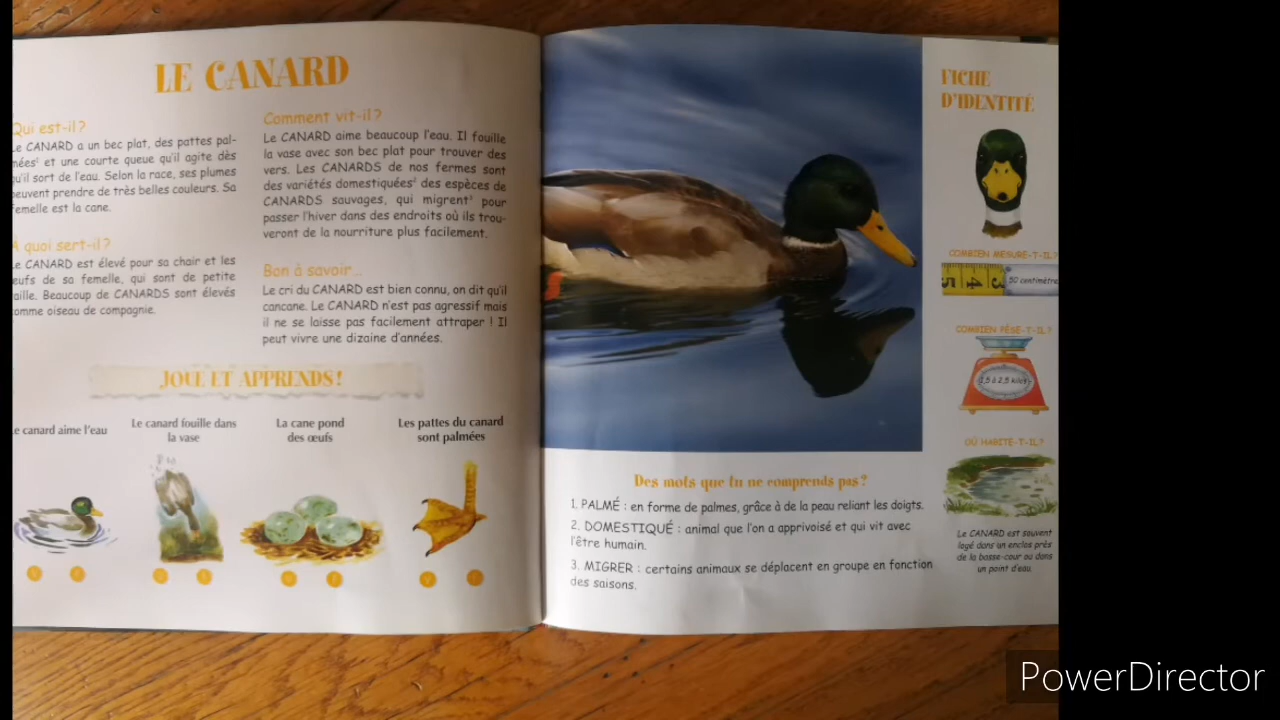 LE CANARD
Qui est-il ?
Le CANARD a un bec plat, des pattes pal-
mées¹ et une courte queue qu'il agite dès
qu'il sort de l'eau. Selon la race, ses plumes
peuvent prendre de très belles couleurs. Sa
femelle est la cane.
À quoi sert-il ?
Le CANARD est élevé pour sa chair et les
œufs de sa femelle, qui sont de petite
taille. Beaucoup de CANARDS sont élevés
comme oiseau de compagnie.
Comment vit-il ?
Le CANARD aime beaucoup l'eau. Il fouille
la vase avec son bec plat pour trouver des
vers. Les CANARDS de nos fermes sont
des variétés domestiquées² des espèces de
CANARDS sauvages, qui migrent³ pour
passer l'hiver dans des endroits où ils trou-
veront de la nourriture plus facilement.
Bon à savoir...
Le cri du CANARD est bien connu, on dit qu'il
cancane. Le CANARD n'est pas agressif mais
il ne se laisse pas facilement attraper ! Il
peut vivre une dizaine d'années.
JOUE ET APPRENDS !
Le canard aime l'eau
Le canard fouille dans
la vase
La cane pond
des œufs
Les pattes du canard
sont palmées
V F
V F
V F
V F
Des mots que tu ne comprends pas ?
1. PALMÉ : en forme de palmes, grâce à de la peau reliant les doigts.
2. DOMESTIQUÉ : animal que l'on a apprivoisé et qui vit avec
l'être humain.
3. MIGRER : certains animaux se déplacent en groupe en fonction
des saisons.
FICHE
D'IDENTITÉ
COMBIEN MESURE-T-IL ?
50 centimètres
COMBIEN PÈSE-T-IL ?
1,5 à 2,5 kilos
OÙ HABITE-T-IL ?
Le CANARD est souvent
logé dans un enclos près
de la basse-cour ou dans
un point d'eau.
PowerDirector